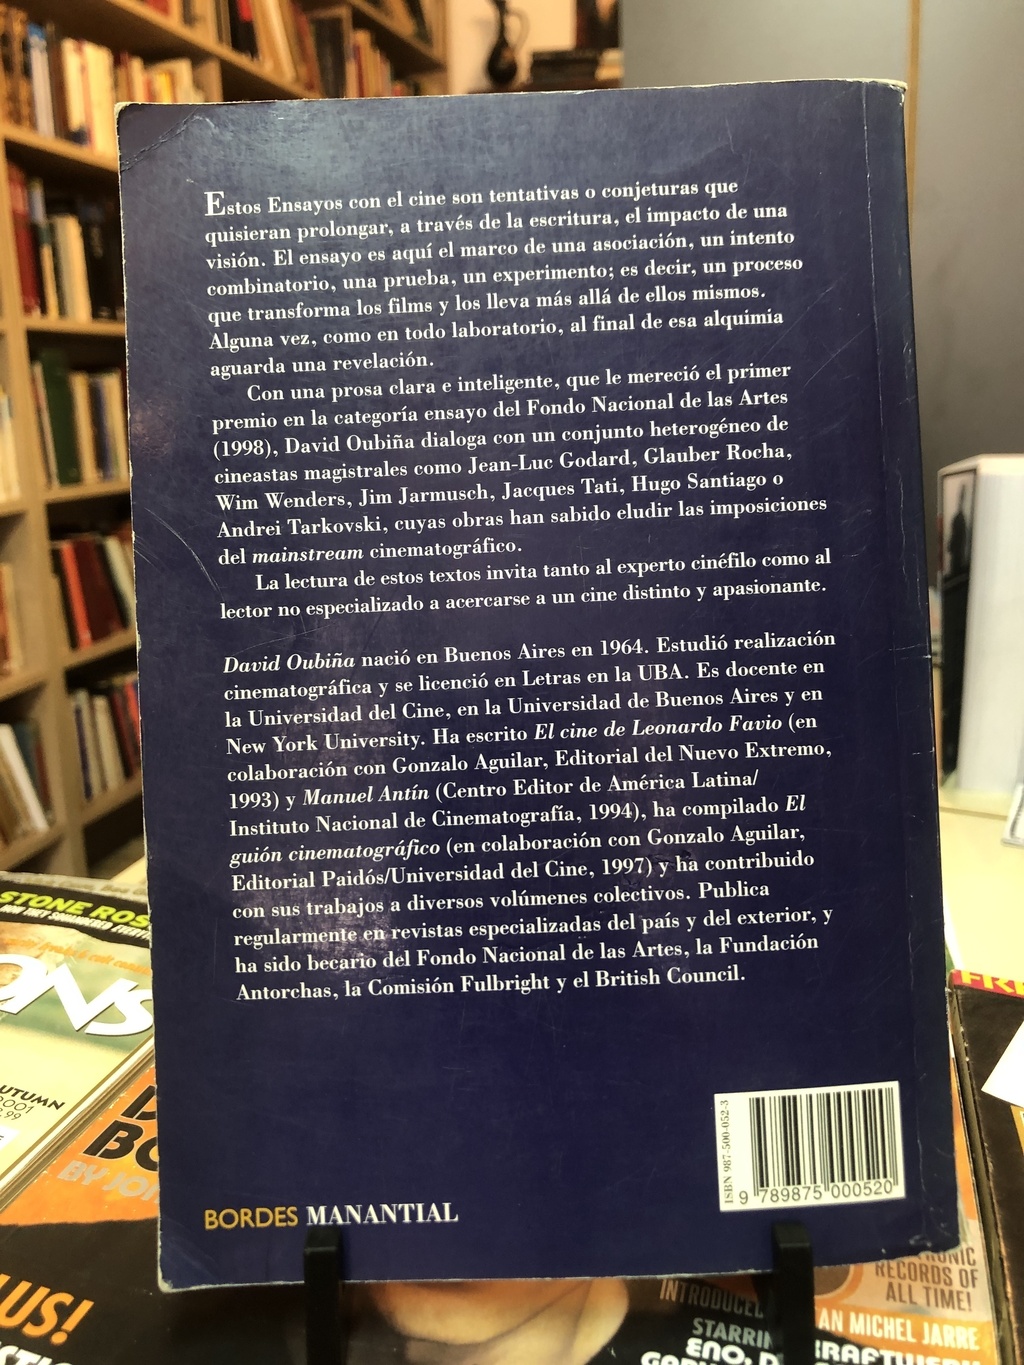 Estos Ensayos con el cine son tentativas o conjeturas que
quisieran prolongar, a través de la escritura, el impacto de una
visión. El ensayo es aquí el marco de una asociación, un intento
combinatorio, una prueba, un experimento; es decir, un proceso
que transforma los films y los lleva más allá de ellos mismos.
Alguna vez, como en todo laboratorio, al final de esa alquimia
aguarda una revelación.
Con una prosa clara e inteligente, que le mereció el primer
premio en la categoría ensayo del Fondo Nacional de las Artes
(1998), David Oubiña dialoga con un conjunto heterogéneo de
cineastas magistrales como Jean-Luc Godard, Glauber Rocha,
Wim Wenders, Jim Jarmusch, Jacques Tati, Hugo Santiago o
Andrei Tarkovski, cuyas obras han sabido eludir las imposiciones
del mainstream cinematográfico.
La lectura de estos textos invita tanto al experto cinéfilo como al
lector no especializado a acercarse a un cine distinto y apasionante.
David Oubiña nació en Buenos Aires en 1964. Estudió realización
cinematográfica y se licenció en Letras en la UBA. Es docente en
la Universidad del Cine, en la Universidad de Buenos Aires y en
New York University. Ha escrito El cine de Leonardo Favio (en
colaboración con Gonzalo Aguilar, Editorial del Nuevo Extremo,
1993) y Manuel Antín (Centro Editor de América Latina/
Instituto Nacional de Cinematografía, 1994), ha compilado El
guión cinematográfico (en colaboración con Gonzalo Aguilar,
Editorial Paidós/Universidad del Cine, 1997) y ha contribuido
con sus trabajos a diversos volúmenes colectivos. Publica
regularmente en revistas especializadas del país y del exterior, y
ha sido becario del Fondo Nacional de las Artes, la Fundación
Antorchas, la Comisión Fulbright y el British Council.
ISBN 987-500-052-3
9 789875 000520
BORDES MANANTIAL
STONE ROS
UTUMN
2001
BY JO
US!
RECORDS OF
ALL TIME!
INTRODUCE
AN MICHEL JARRE
STARRIN
ENO, D
KRAFTWERK